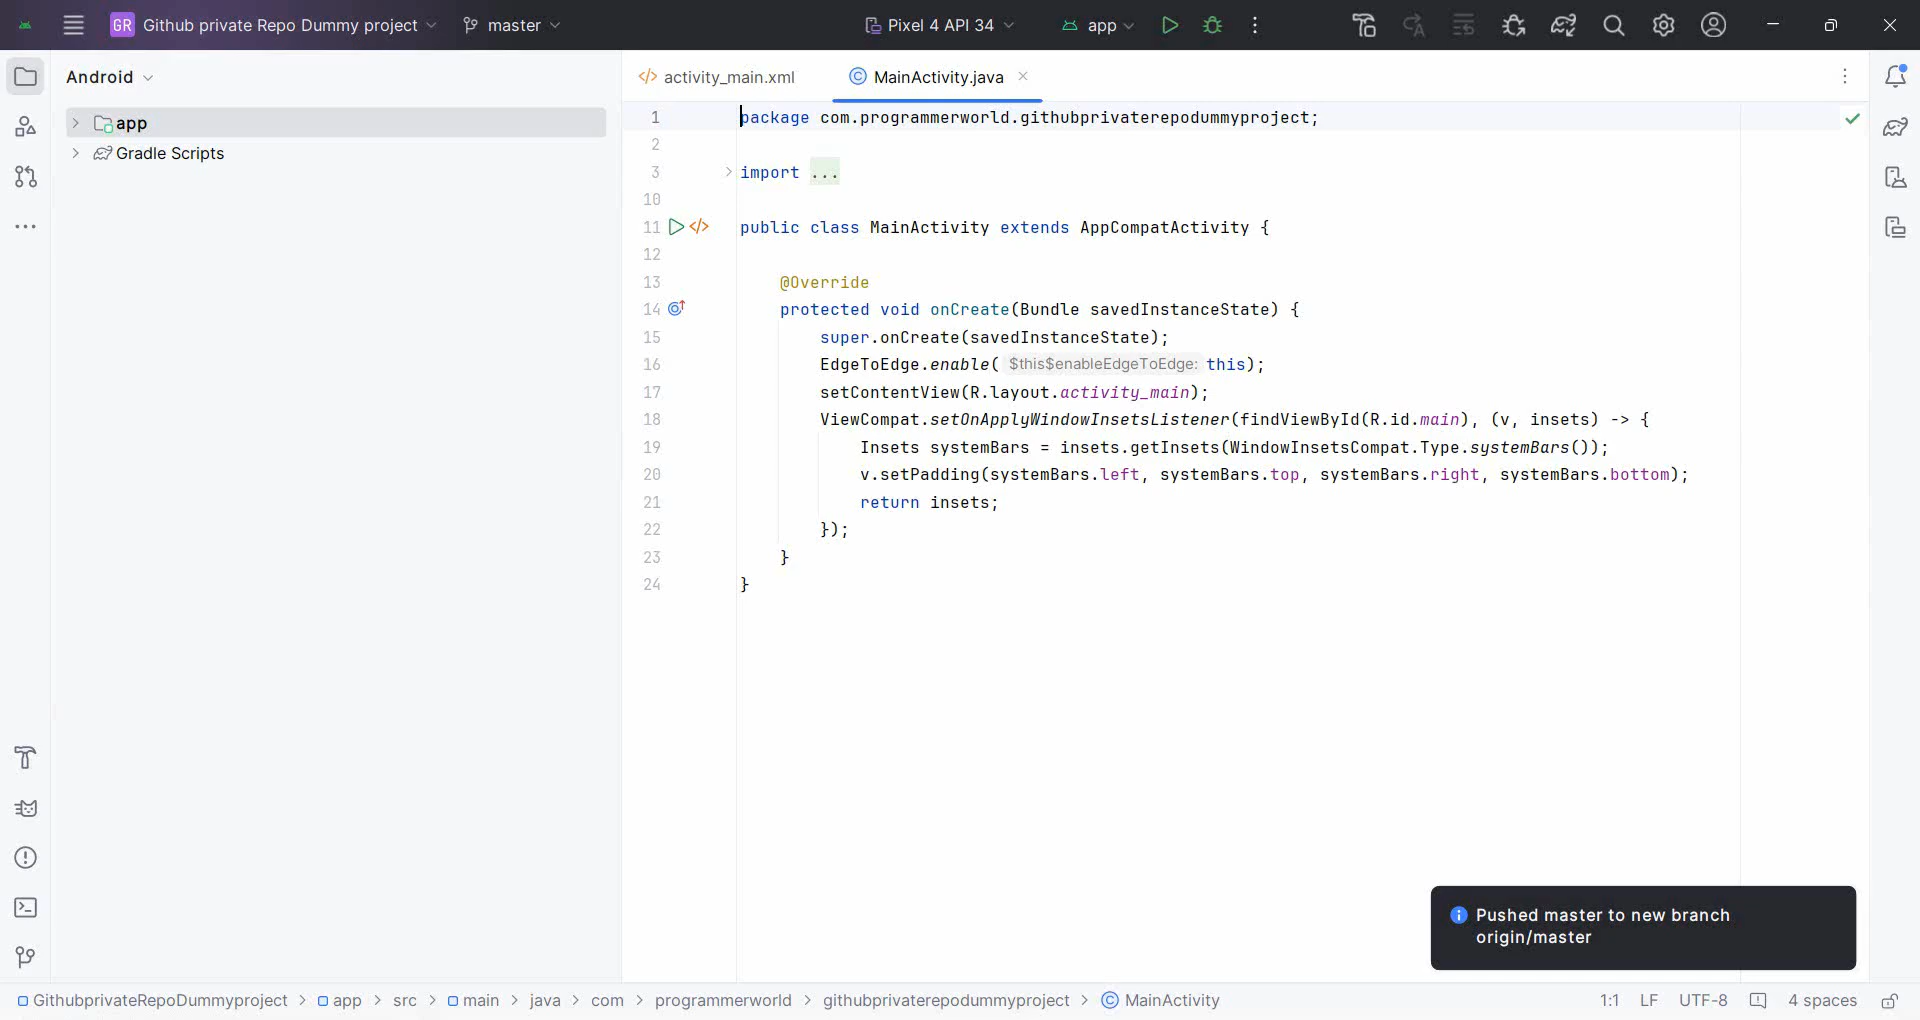 GR Github private Repo Dummy project master Pixel 4 API 34 app
Android
app
Gradle Scripts
activity_main.xml MainActivity.java
1 package com.programmerworld.githubprivaterepodummyproject;
2
3 import ...
10
11 public class MainActivity extends AppCompatActivity {
12
13 @Override
14 protected void onCreate(Bundle savedInstanceState) {
15 super.onCreate(savedInstanceState);
16 EdgeToEdge.enable( $this$enableEdgeToEdge: this);
17 setContentView(R.layout.activity_main);
18 ViewCompat.setOnApplyWindowInsetsListener(findViewById(R.id.main), (v, insets) -> {
19 Insets systemBars = insets.getInsets(WindowInsetsCompat.Type.systemBars());
20 v.setPadding(systemBars.left, systemBars.top, systemBars.right, systemBars.bottom);
21 return insets;
22 });
23 }
24 }
Pushed master to new branch
origin/master
GithubprivateRepoDummyproject > app > src > main > java > com > programmerworld > githubprivaterepodummyproject > MainActivity 1:1 LF UTF-8 4 spaces